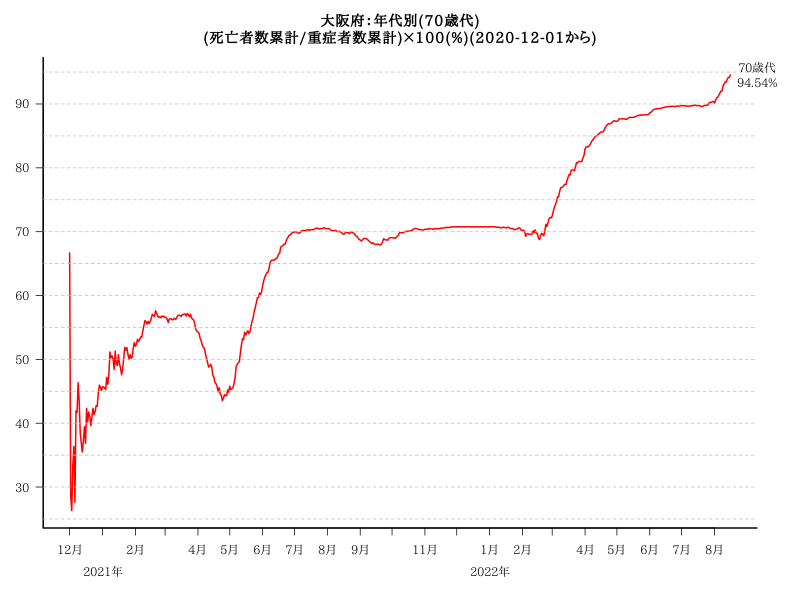 大阪府：年代別(70歳代)
(死亡者数累計/重症者数累計)×100(%)(2020-12-01から)
70歳代
94.54%
90
80
70
60
50
40
30
12月 2月 4月 5月 6月 7月 8月 9月 11月 1月 2月 4月 5月 6月 7月 8月
2021年 2022年